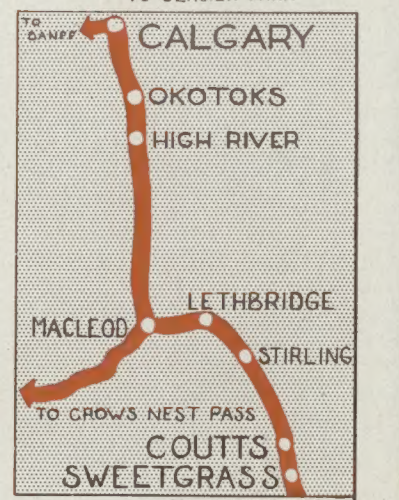 TO
BANFF
CALGARY
OKOTOKS
HIGH RIVER
LETHBRIDGE
MACLEOD
STIRLING
TO CROWS NEST PASS
COUTTS
SWEETGRASS